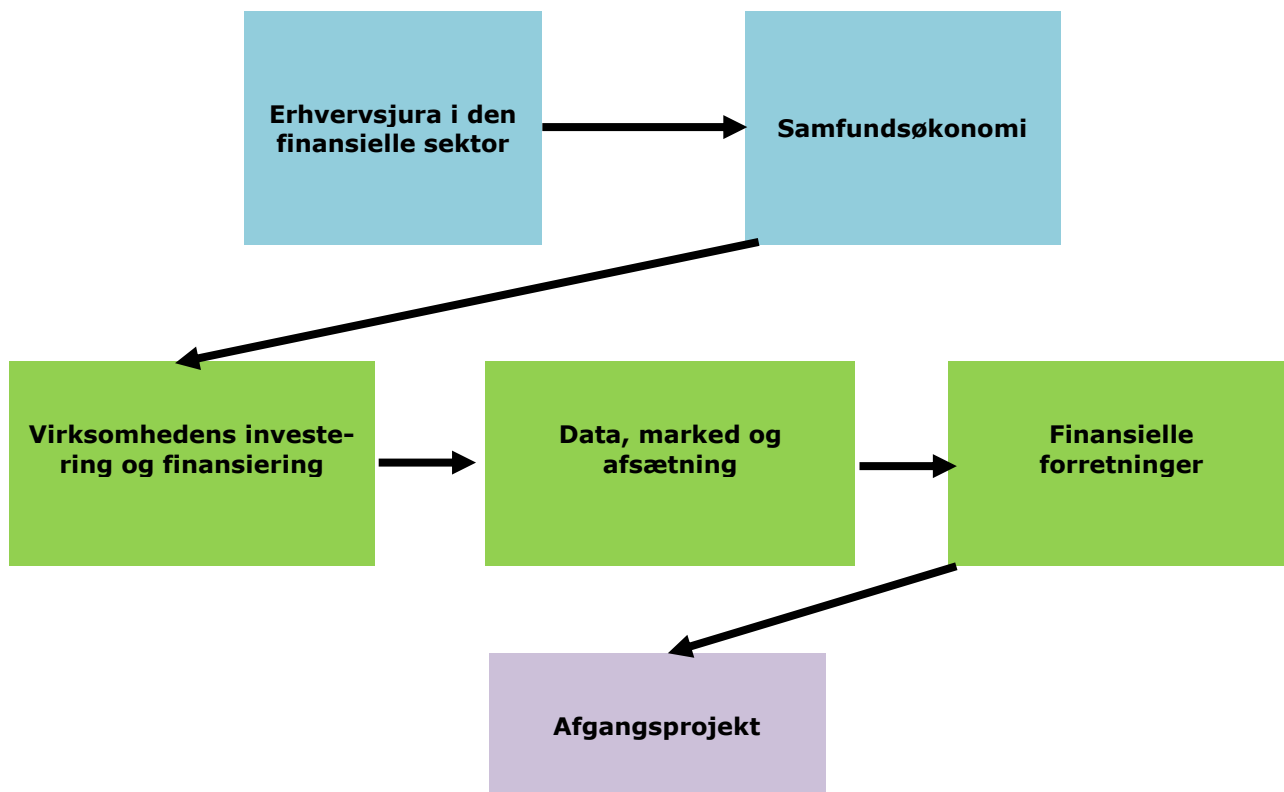 Erhvervsjura i den
finansielle sektor
Samfundsøkonomi
Virksomhedens investe-
ring og finansiering
Data, marked og
afsætning
Finansielle
forretninger
Afgangsprojekt